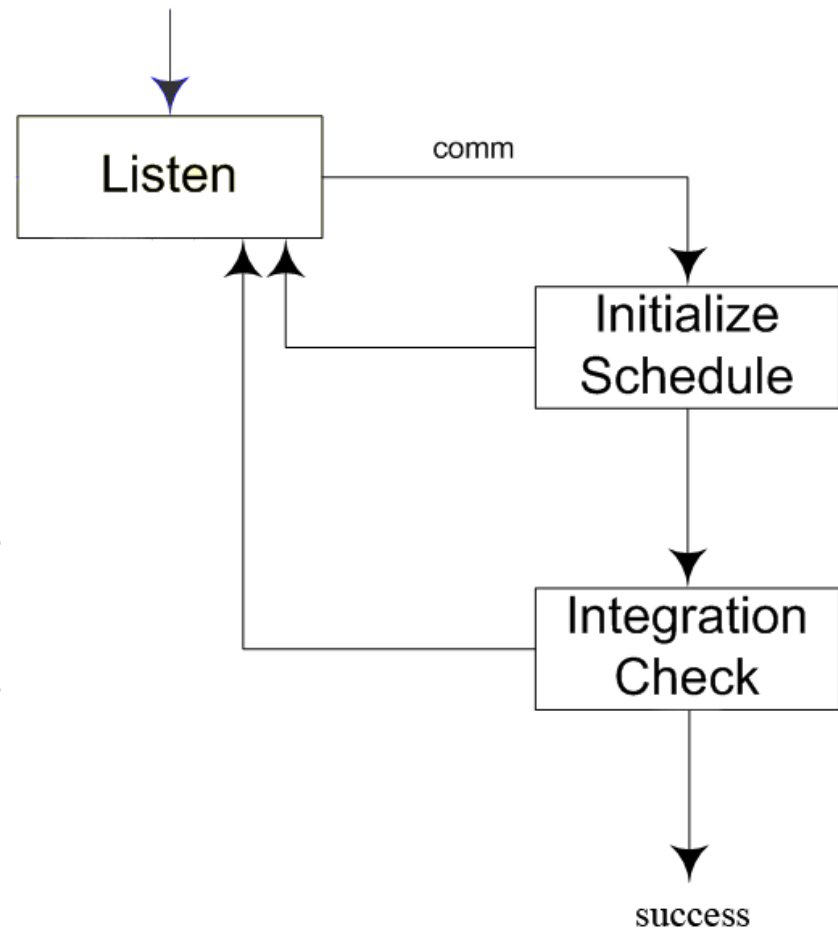 Listen
comm
Initialize
Schedule
Integration
Check
success